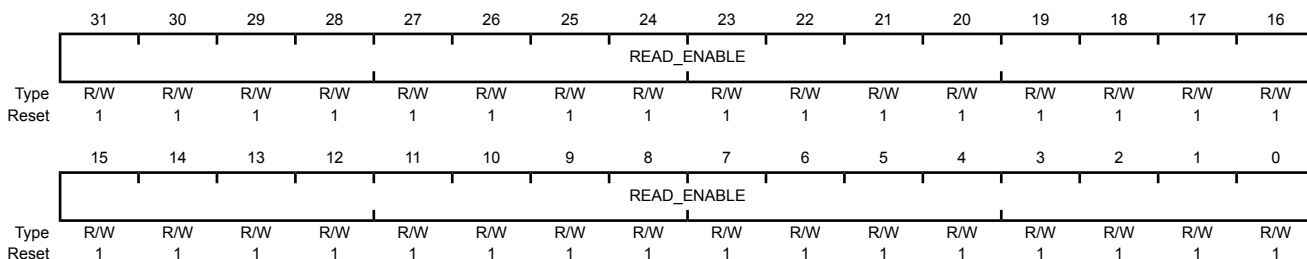 31 30 29 28 27 26 25 24 23 22 21 20 19 18 17 16
READ_ENABLE
Type R/W R/W R/W R/W R/W R/W R/W R/W R/W R/W R/W R/W R/W R/W R/W R/W
Reset 1 1 1 1 1 1 1 1 1 1 1 1 1 1 1 1
15 14 13 12 11 10 9 8 7 6 5 4 3 2 1 0
READ_ENABLE
Type R/W R/W R/W R/W R/W R/W R/W R/W R/W R/W R/W R/W R/W R/W R/W R/W
Reset 1 1 1 1 1 1 1 1 1 1 1 1 1 1 1 1